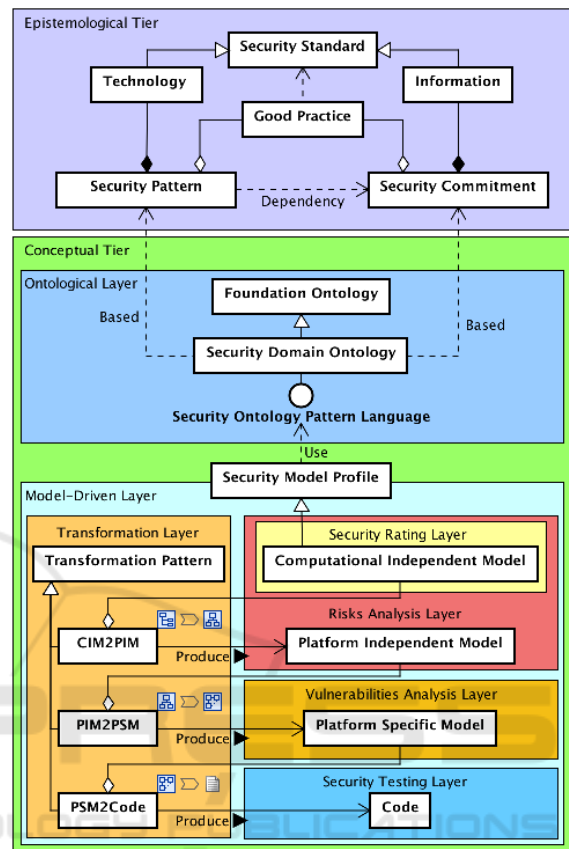 Epistemological Tier
Security Standard
Technology
Information
Good Practice
Security Pattern
Security Commitment
Dependency
Conceptual Tier
Ontological Layer
Foundation Ontology
Based
Based
Security Domain Ontology
Security Ontology Pattern Language
Use
Security Model Profile
Model-Driven Layer
Transformation Layer
Security Rating Layer
Transformation Pattern
Computational Independent Model
Risks Analysis Layer
CIM2PIM
Platform Independent Model
Produce
Vulnerabilities Analysis Layer
PIM2PSM
Platform Specific Model
Produce
Security Testing Layer
PSM2Code
Code
Produce
OLOGY PUBLICATIONS